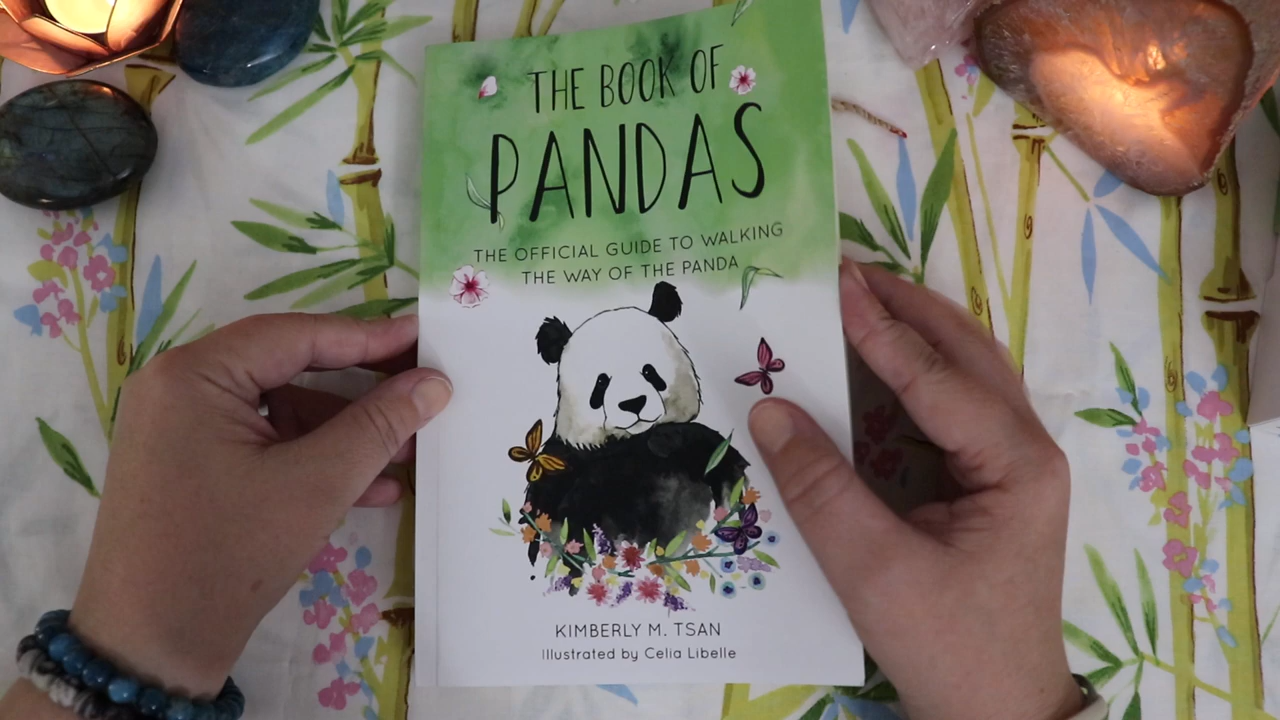 THE BOOK OF
PANDAS
THE OFFICIAL GUIDE TO WALKING
THE WAY OF THE PANDA
KIMBERLY M. TSAN
Illustrated by Celia Libelle